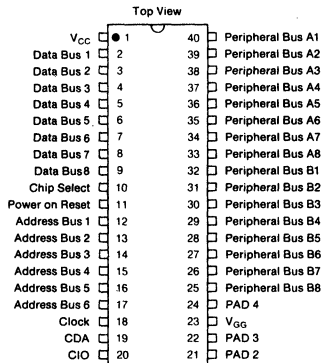 Top View
V_CC 1 40 Peripheral Bus A1
Data Bus 1 2 39 Peripheral Bus A2
Data Bus 2 3 38 Peripheral Bus A3
Data Bus 3 4 37 Peripheral Bus A4
Data Bus 4 5 36 Peripheral Bus A5
Data Bus 5 6 35 Peripheral Bus A6
Data Bus 6 7 34 Peripheral Bus A7
Data Bus 7 8 33 Peripheral Bus A8
Data Bus8 9 32 Peripheral Bus B1
Chip Select 10 31 Peripheral Bus B2
Power on Reset 11 30 Peripheral Bus B3
Address Bus 1 12 29 Peripheral Bus B4
Address Bus 2 13 28 Peripheral Bus B5
Address Bus 3 14 27 Peripheral Bus B6
Address Bus 4 15 26 Peripheral Bus B7
Address Bus 5 16 25 Peripheral Bus B8
Address Bus 6 17 24 PAD 4
Clock 18 23 V_GG
CDA 19 22 PAD 3
CIO 20 21 PAD 2